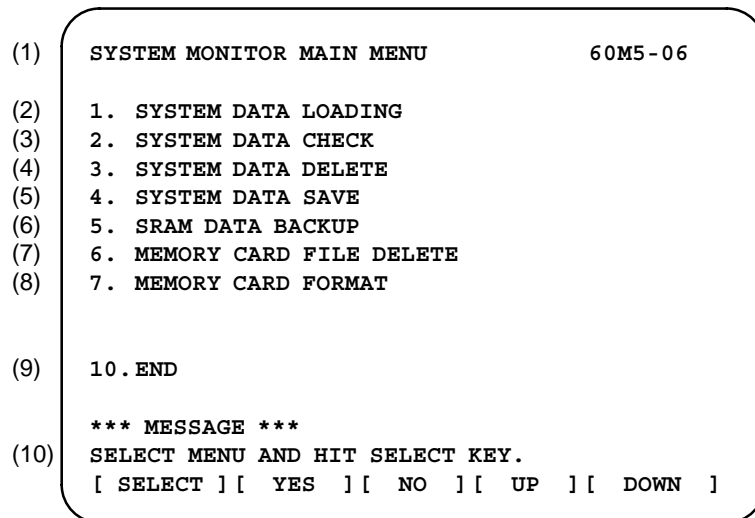 (1) SYSTEM MONITOR MAIN MENU 60M5-06
(2) 1. SYSTEM DATA LOADING
(3) 2. SYSTEM DATA CHECK
(4) 3. SYSTEM DATA DELETE
(5) 4. SYSTEM DATA SAVE
(6) 5. SRAM DATA BACKUP
(7) 6. MEMORY CARD FILE DELETE
(8) 7. MEMORY CARD FORMAT
(9) 10.END
*** MESSAGE ***
(10) SELECT MENU AND HIT SELECT KEY.
[ SELECT ][ YES ][ NO ][ UP ][ DOWN ]